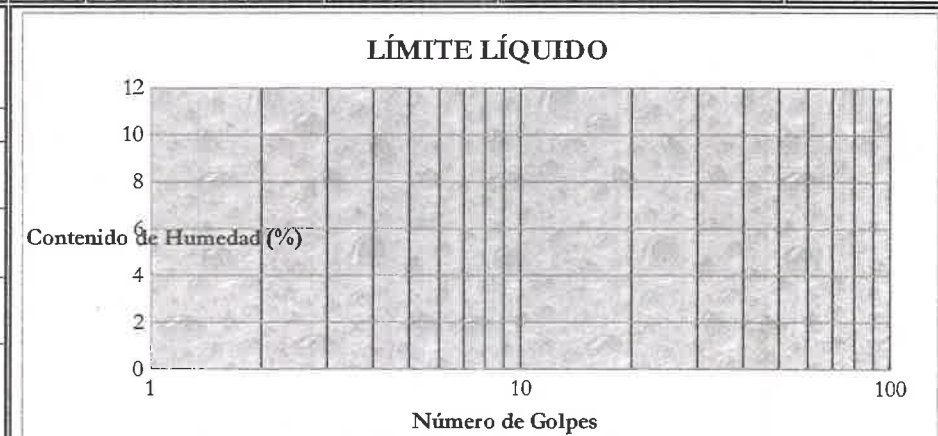 LÍMITE LÍQUIDO
12
10
8
6
Contenido de Humedad (%)
4
2
0
1 10 100
Número de Golpes